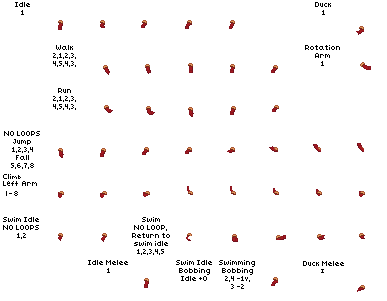 Idle
1
Duck
1
Walk
2,1,2,3,
4,5,4,3,
Rotation
Arm
1
Run
2,1,2,3,
4,5,4,3,
NO LOOPS
Jump
1,2,3,4
Fall
5,6,7,8
Climb
Left Arm
1-8
Swim Idle
NO LOOPS
1,2
Swim
NO LOOP,
Return to
swim idle
1,2,3,4,5
Swim Idle
Bobbing
Idle +0
Swimming
Bobbing
2,4 -1v,
3 -2
Idle Melee
1
Duck Melee
1